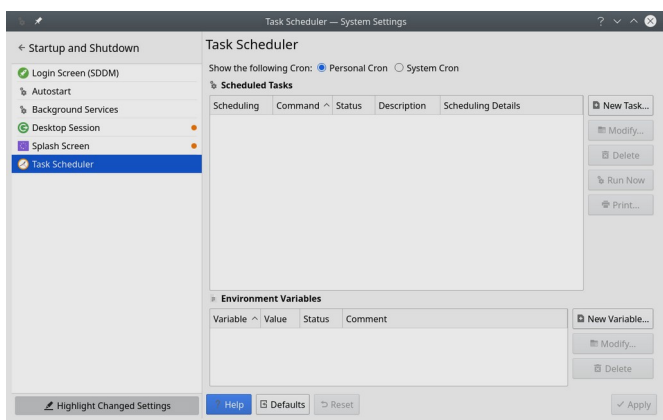 Task Scheduler — System Settings
Startup and Shutdown
Login Screen (SDDM)
Autostart
Background Services
Desktop Session
Splash Screen
Task Scheduler
Highlight Changed Settings
Task Scheduler
Show the following Cron: Personal Cron System Cron
Scheduled Tasks
Scheduling Command Status Description Scheduling Details
New Task...
Modify...
Delete
Run Now
Print...
Environment Variables
Variable Value Status Comment
New Variable...
Modify...
Delete
Help Defaults Reset Apply